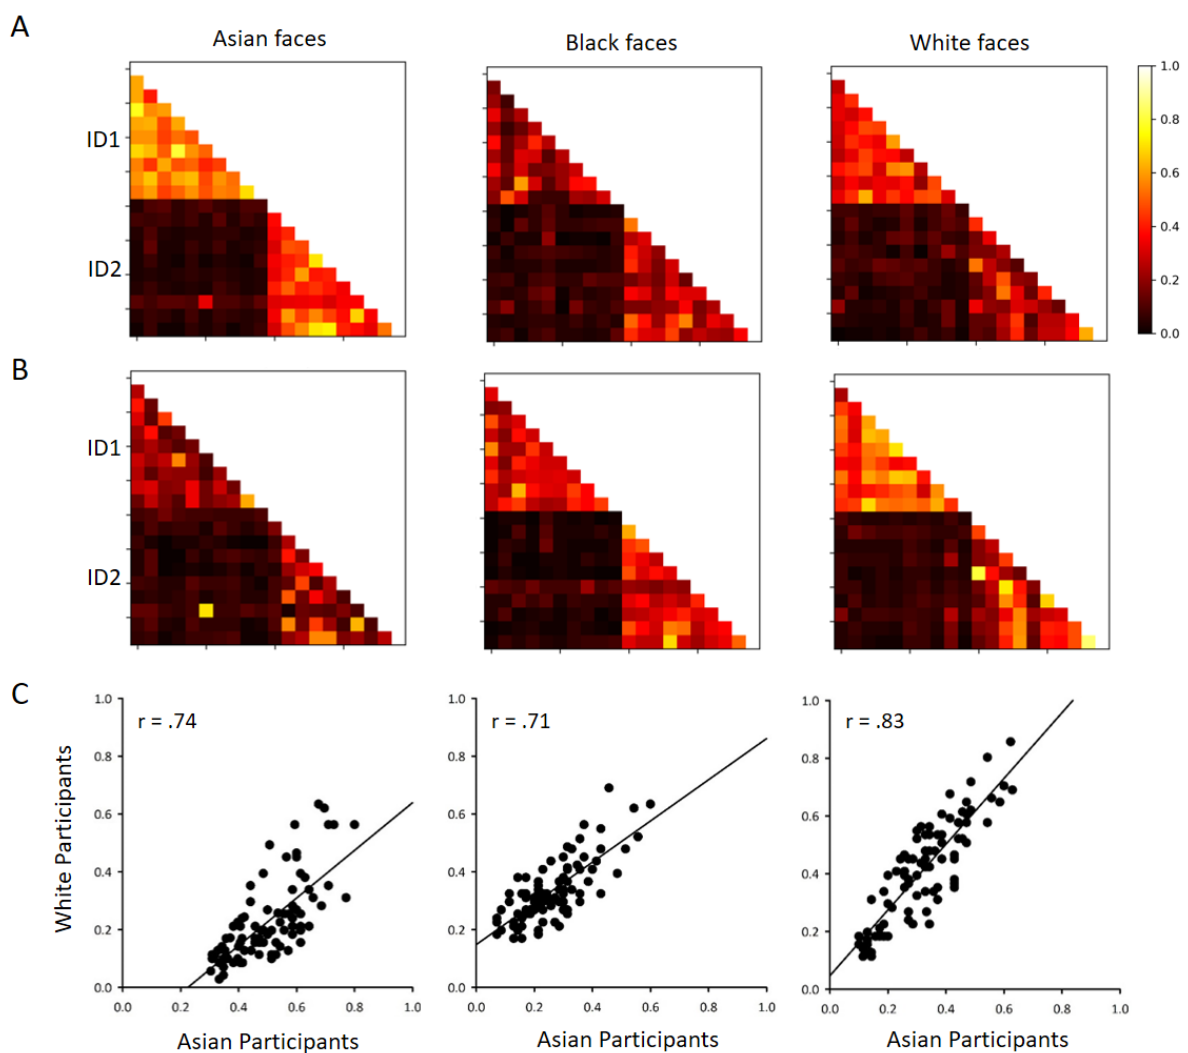 A
Asian faces
Black faces
White faces
ID1
ID2
1.0
0.8
0.6
0.4
0.2
0.0
B
ID1
ID2
C
White Participants
1.0
0.8
0.6
0.4
0.2
0.0
r = .74
0.0 0.2 0.4 0.6 0.8 1.0
Asian Participants
1.0
0.8
0.6
0.4
0.2
0.0
r = .71
0.0 0.2 0.4 0.6 0.8 1.0
Asian Participants
1.0
0.8
0.6
0.4
0.2
0.0
r = .83
0.0 0.2 0.4 0.6 0.8 1.0
Asian Participants